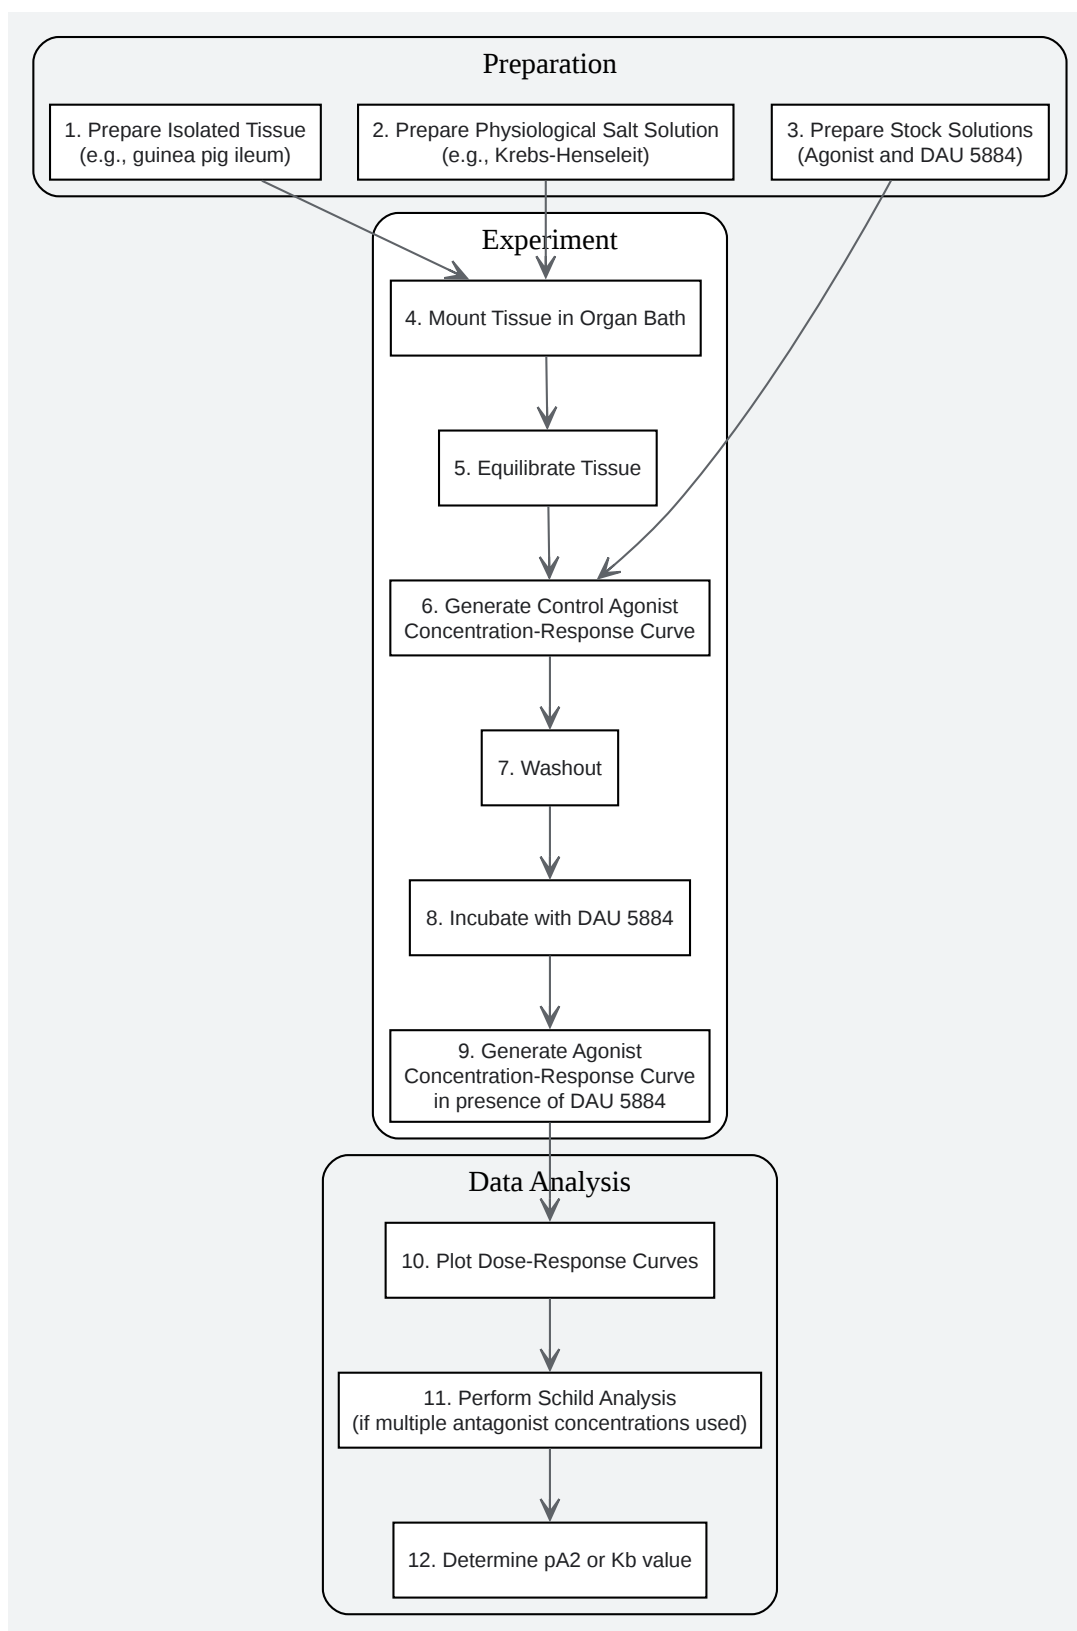 Preparation
1. Prepare Isolated Tissue
(e.g., guinea pig ileum)
2. Prepare Physiological Salt Solution
(e.g., Krebs-Henseleit)
3. Prepare Stock Solutions
(Agonist and DAU 5884)
Experiment
4. Mount Tissue in Organ Bath
5. Equilibrate Tissue
6. Generate Control Agonist
Concentration-Response Curve
7. Washout
8. Incubate with DAU 5884
9. Generate Agonist
Concentration-Response Curve
in presence of DAU 5884
Data Analysis
10. Plot Dose-Response Curves
11. Perform Schild Analysis
(if multiple antagonist concentrations used)
12. Determine pA2 or Kb value